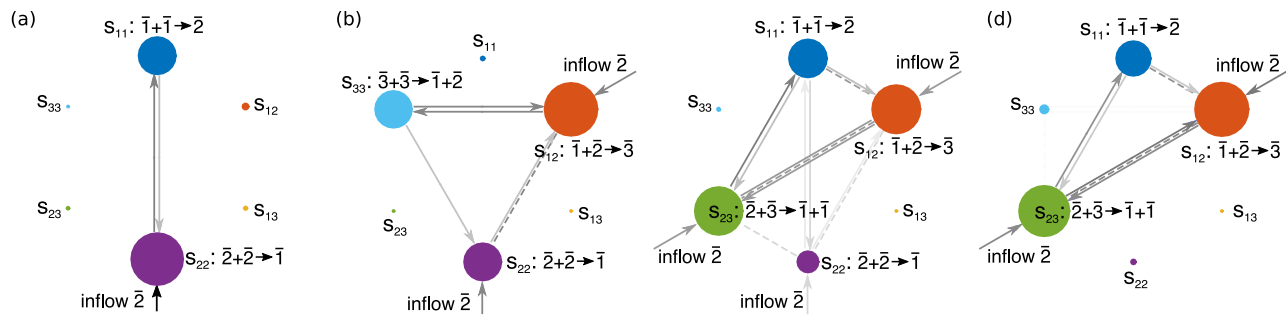 (a)
S₁₁: 1̄+1̄→2̄
S₃₃
S₁₂
S₂₃
S₁₃
S₂₂: 2̄+2̄→1̄
inflow 2̄
(b)
S₁₁
inflow 2̄
S₃₃: 3̄+3̄→1̄+2̄
S₁₂: 1̄+2̄→3̄
S₂₃
S₁₃
S₂₂: 2̄+2̄→1̄
inflow 2̄
S₁₁: 1̄+1̄→2̄
inflow 2̄
S₃₃
S₁₂: 1̄+2̄→3̄
S₂₃: 2̄+3̄→1̄+1̄
S₁₃
inflow 2̄
S₂₂: 2̄+2̄→1̄
inflow 2̄
(d)
S₁₁: 1̄+1̄→2̄
inflow 2̄
S₃₃
S₁₂: 1̄+2̄→3̄
S₂₃: 2̄+3̄→1̄+1̄
S₁₃
inflow 2̄
S₂₂